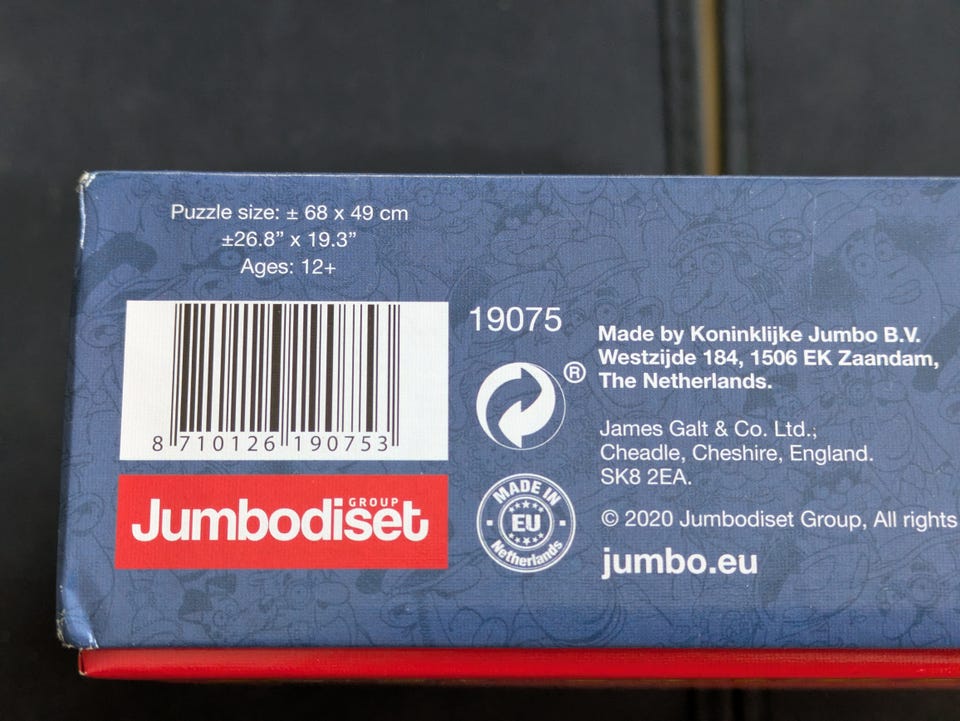 Puzzle size: ± 68 x 49 cm
±26.8” x 19.3”
Ages: 12+
8 710126 190753
Jumbodiset
GROUP
19075
®
MADE IN
EU
Netherlands
Made by Koninklijke Jumbo B.V.
Westzijde 184, 1506 EK Zaandam,
The Netherlands.
James Galt & Co. Ltd.,
Cheadle, Cheshire, England.
SK8 2EA.
© 2020 Jumbodiset Group, All rights
jumbo.eu